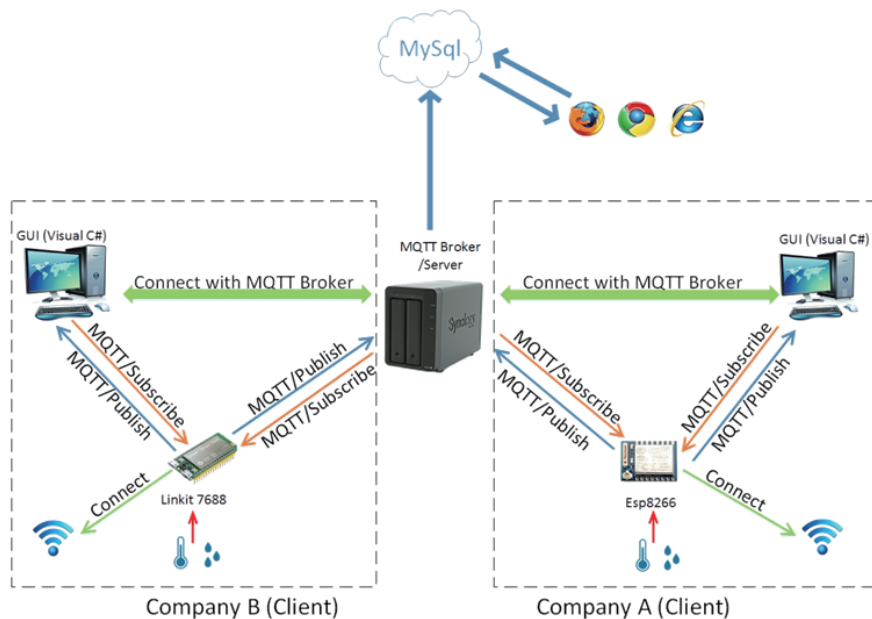 MySql
MQTT Broker
/Server
GUI (Visual C#)
Connect with MQTT Broker
Synology
MQTT/Subscribe
MQTT/Publish
MQTT/Publish
MQTT/Subscribe
Connect
Linkit 7688
Company B (Client)
GUI (Visual C#)
Connect with MQTT Broker
MQTT/Subscribe
MQTT/Publish
MQTT/Subscribe
MQTT/Publish
Connect
Esp8266
Company A (Client)